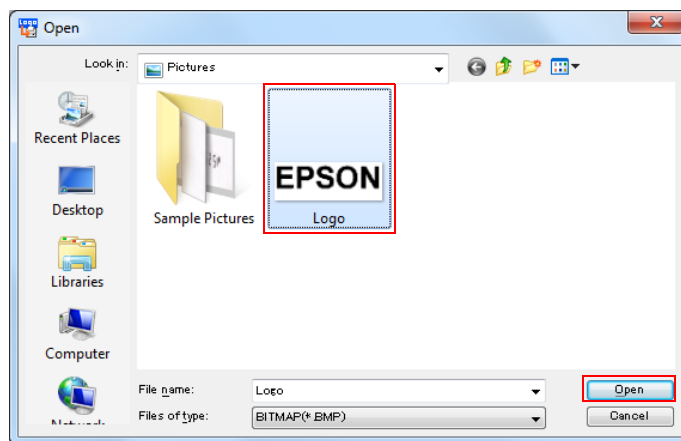 Open
Look in:
Pictures
Recent Places
Desktop
Libraries
Computer
Sample Pictures
EPSON
Logo
File name:
Logo
Open
Files of type:
BITMAP(*.BMP)
Cancel